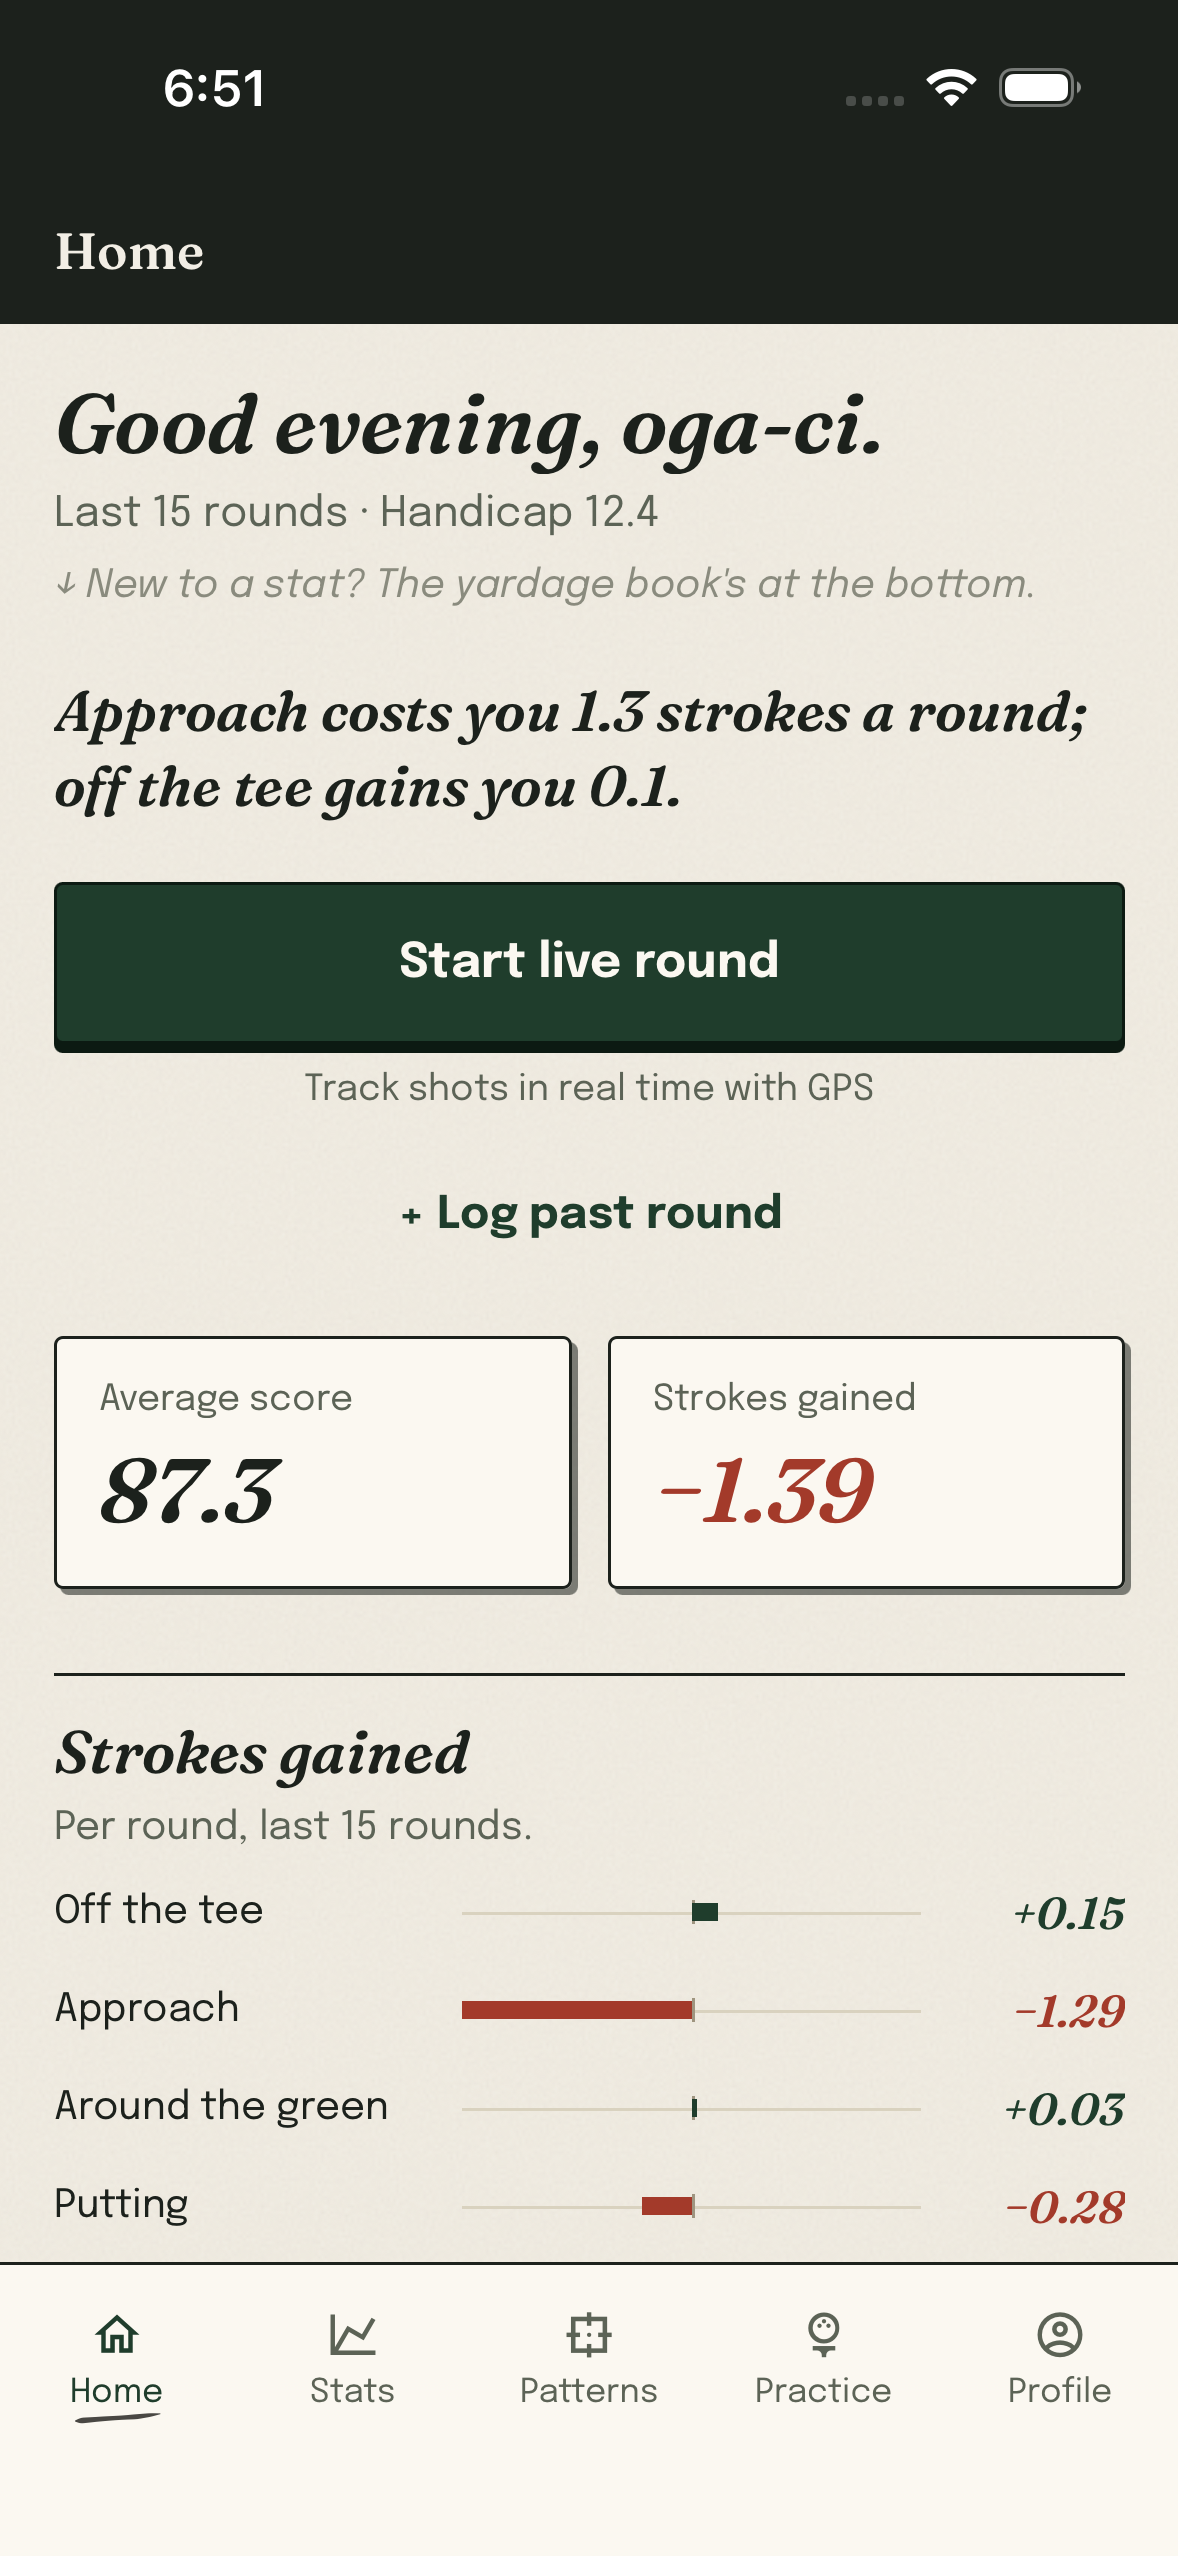 6:51
Home
Good evening, oga-ci.
Last 15 rounds · Handicap 12.4
↓ New to a stat? The yardage book's at the bottom.
Approach costs you 1.3 strokes a round;
off the tee gains you 0.1.
Start live round
Track shots in real time with GPS
+ Log past round
Average score
87.3
Strokes gained
−1.39
Strokes gained
Per round, last 15 rounds.
Off the tee +0.15
Approach −1.29
Around the green +0.03
Putting −0.28
Home Stats Patterns Practice Profile